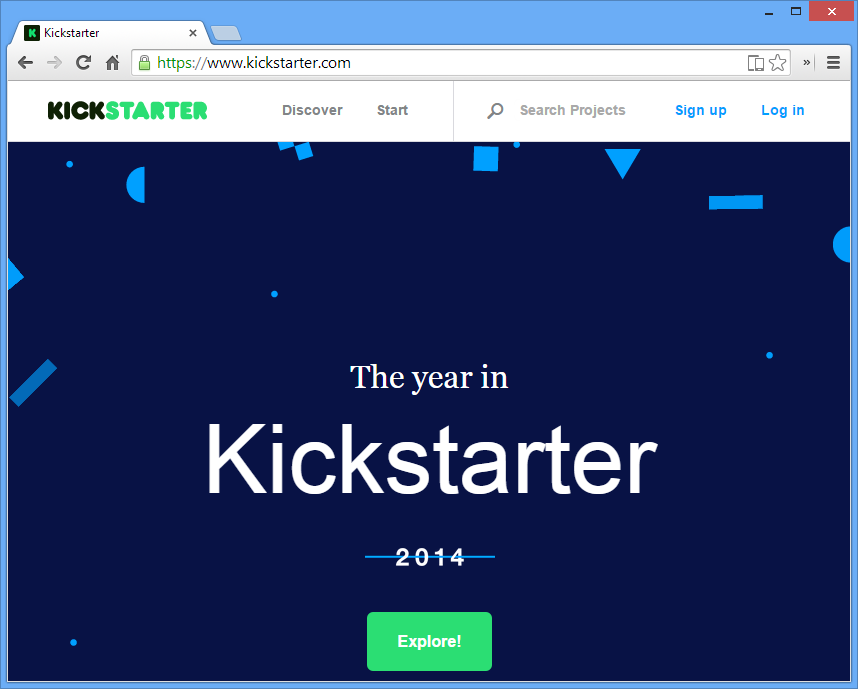 Kickstarter
https://www.kickstarter.com
KICKSTARTER Discover Start Search Projects Sign up Log in
The year in
Kickstarter
2014
Explore!